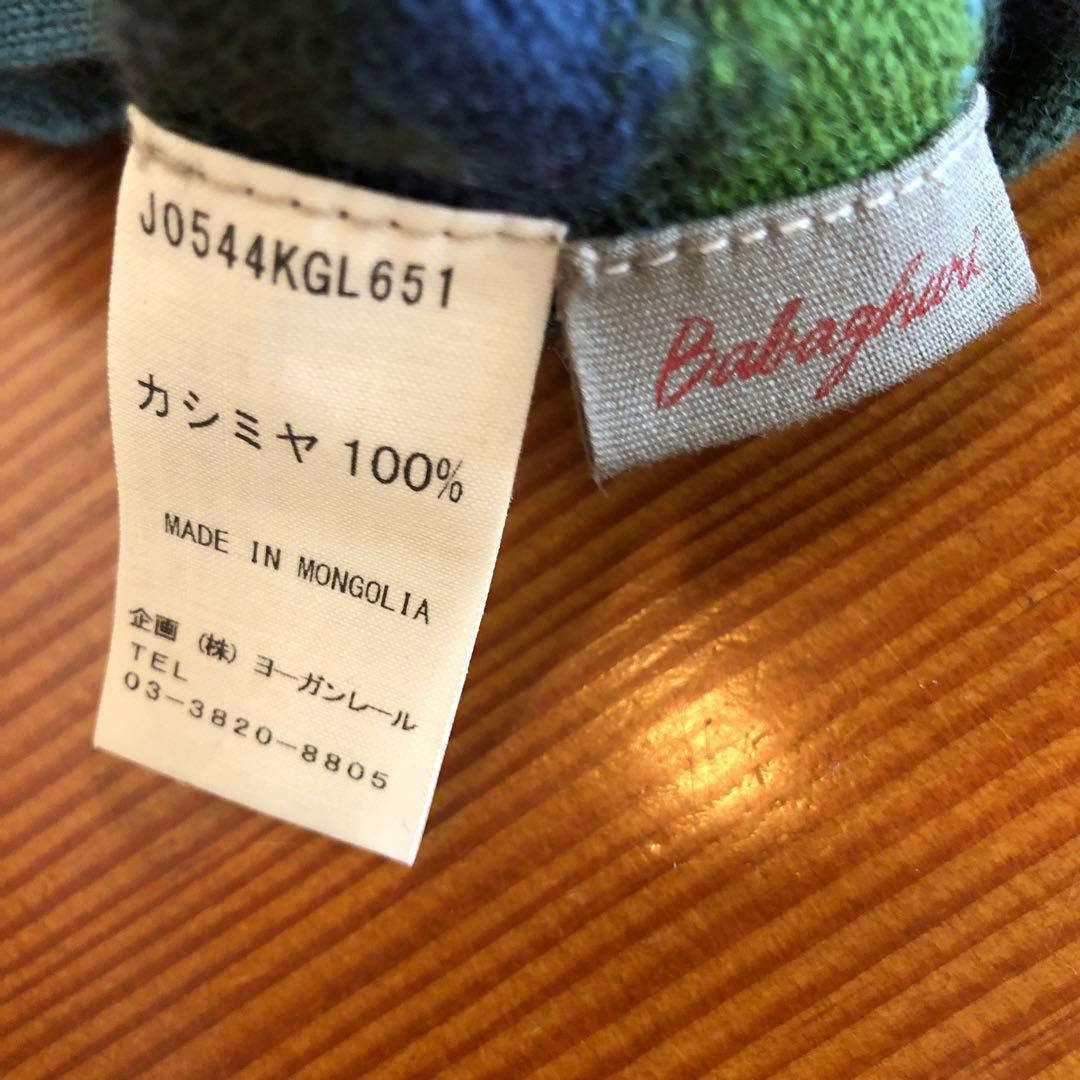 J0544KGL651
カシミヤ 100%
MADE IN MONGOLIA
企画 (株) ヨーガンレール
TEL
03-3820-8805
Babaghuri